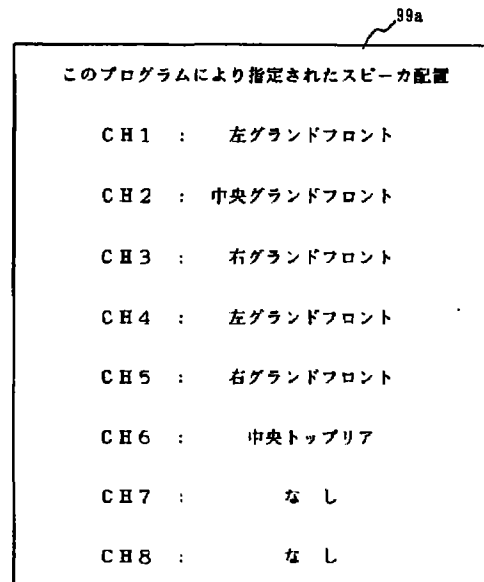 99a
このプログラムにより指定されたスピーカ配置
CH1 : 左グランドフロント
CH2 : 中央グランドフロント
CH3 : 右グランドフロント
CH4 : 左グランドフロント
CH5 : 右グランドフロント
CH6 : 中央トップリア
CH7 : なし
CH8 : なし